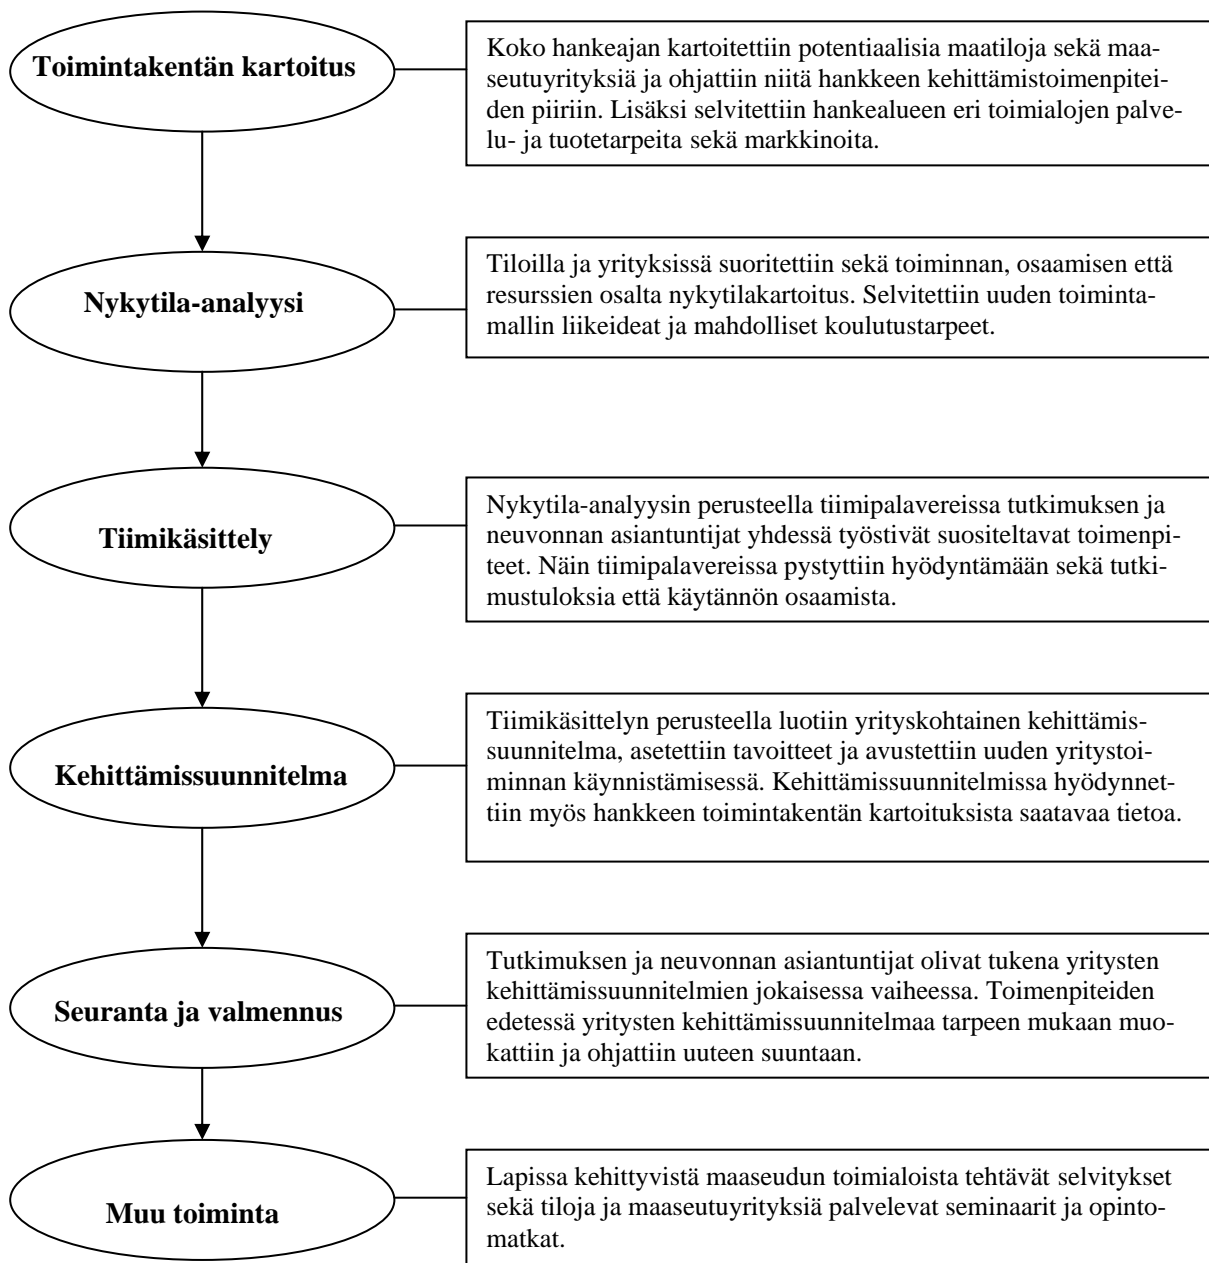 Toimintakentän kartoitus
Koko hankeajan kartoitettiin potentiaalisia maatiloja sekä maa-
seutuyrityksiä ja ohjattiin niitä hankkeen kehittämistoimenpitei-
den piiriin. Lisäksi selvitettiin hankealueen eri toimialojen palve-
lu- ja tuotetarpeita sekä markkinoita.
Nykytila-analyysi
Tiloilla ja yrityksissä suoritettiin sekä toiminnan, osaamisen että
resurssien osalta nykytilakartoitus. Selvitettiin uuden toiminta-
mallin liikeideat ja mahdolliset koulutustarpeet.
Tiimikäsittely
Nykytila-analyysin perusteella tiimipalavereissa tutkimuksen ja
neuvonnan asiantuntijat yhdessä työstivät suositeltavat toimenpi-
teet. Näin tiimipalavereissa pystyttiin hyödyntämään sekä tutki-
mustuloksia että käytännön osaamista.
Kehittämissuunnitelma
Tiimikäsittelyn perusteella luotiin yrityskohtainen kehittämis-
suunnitelma, asetettiin tavoitteet ja avustettiin uuden yritystoi-
minnan käynnistämisessä. Kehittämissuunnitelmissa hyödynnet-
tiin myös hankkeen toimintakentän kartoituksista saatavaa tietoa.
Seuranta ja valmennus
Tutkimuksen ja neuvonnan asiantuntijat olivat tukena yritysten
kehittämissuunnitelmien jokaisessa vaiheessa. Toimenpiteiden
edetessä yritysten kehittämissuunnitelmaa tarpeen mukaan muo-
kattiin ja ohjattiin uuteen suuntaan.
Muu toiminta
Lapissa kehittyvistä maaseudun toimialoista tehtävät selvitykset
sekä tiloja ja maaseutuyrityksiä palvelevat seminaarit ja opinto-
matkat.